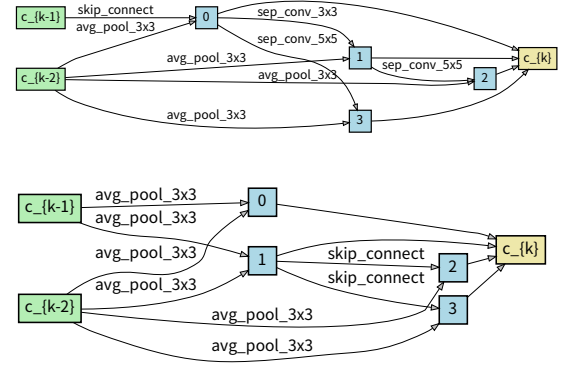 c_{k-1}
skip_connect
0
sep_conv_3x3
avg_pool_3x3
sep_conv_5x5
c_{k-2}
avg_pool_3x3
1
c_{k}
sep_conv_5x5
avg_pool_3x3
2
avg_pool_3x3
3
c_{k-1}
avg_pool_3x3
0
avg_pool_3x3
avg_pool_3x3
1
skip_connect
c_{k}
2
avg_pool_3x3
skip_connect
c_{k-2}
avg_pool_3x3
3
avg_pool_3x3